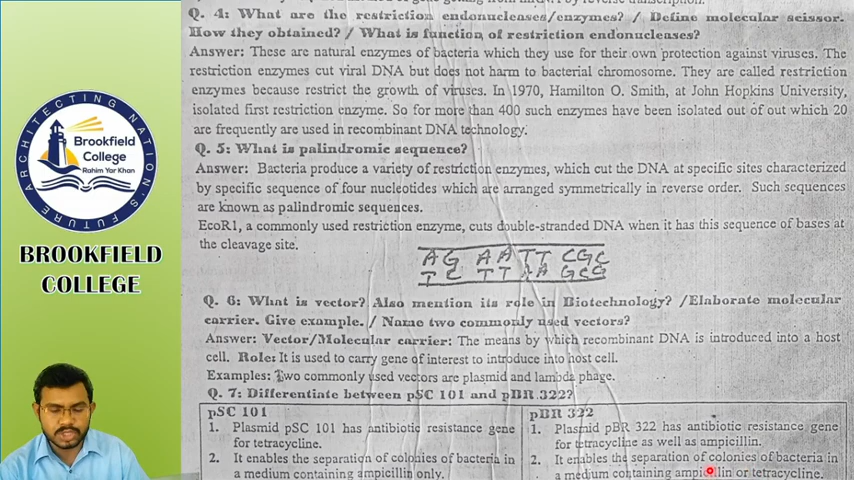 Q. 4: What are the restriction endonucleases/enzymes? / Define molecular scissor.
How they obtained? / What is function of restriction endonucleases?
Answer: These are natural enzymes of bacteria which they use for their own protection against viruses. The
restriction enzymes cut viral DNA but does not harm to bacterial chromosome. They are called restriction
enzymes because restrict the growth of viruses. In 1970, Hamilton O. Smith, at John Hopkins University,
isolated first restriction enzyme. So for more than 400 such enzymes have been isolated out of out which 20
are frequently are used in recombinant DNA technology.
Q. 5: What is palindromic sequence?
Answer: Bacteria produce a variety of restriction enzymes, which cut the DNA at specific sites characterized
by specific sequence of four nucleotides which are arranged symmetrically in reverse order. Such sequences
are known as palindromic sequences.
EcoR1, a commonly used restriction enzyme, cuts double-stranded DNA when it has this sequence of bases at
the cleavage site.
AG AATT CGC
TC TTAA GCG
Q. 6: What is vector? Also mention its role in Biotechnology? /Elaborate molecular
carrier. Give example. / Name two commonly used vectors?
Answer: Vector/Molecular carrier: The means by which recombinant DNA is introduced into a host
cell. Role: It is used to carry gene of interest to introduce into host cell.
Examples: Two commonly used vectors are plasmid and lambda phage.
Q. 7: Differentiate between pSC 101 and pBR 322?
pSC 101
1. Plasmid pSC 101 has antibiotic resistance gene
for tetracycline.
2. It enables the separation of colonies of bacteria in
a medium containing ampicillin only.
pBR 322
1. Plasmid pBR 322 has antibiotic resistance gene
for tetracycline as well as ampicillin.
2. It enables the separation of colonies of bacteria in
a medium containing ampicillin or tetracycline.
ARCHITECTING NATION'S FUTURE
Brookfield
College
Rahim Yar Khan
BROOKFIELD
COLLEGE